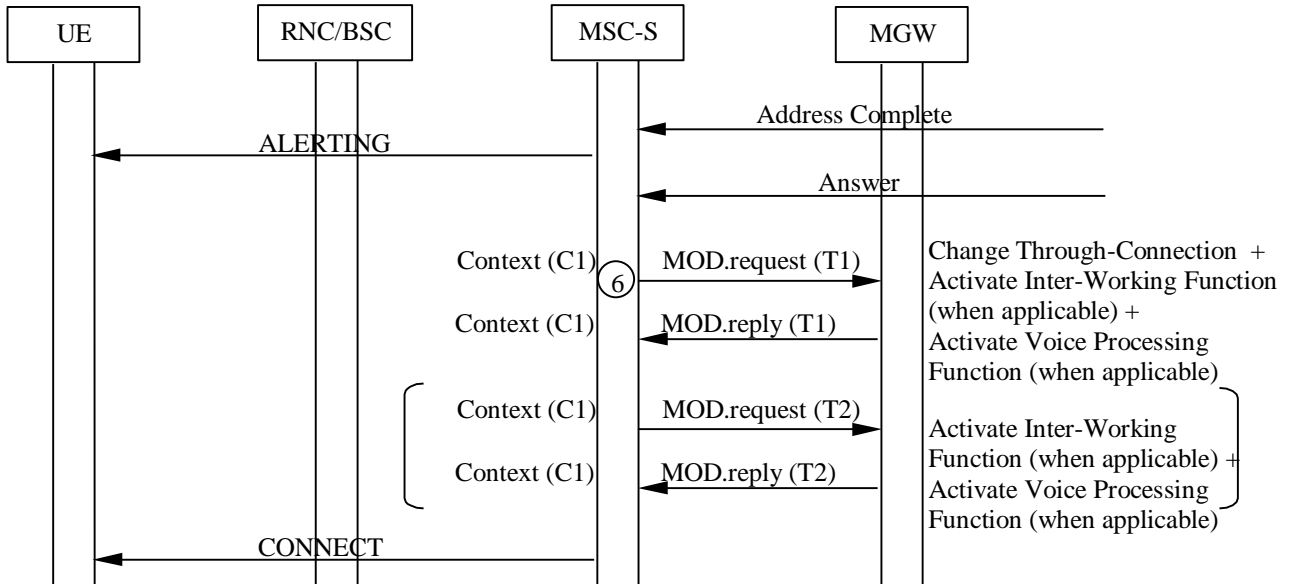 UE
RNC/BSC
MSC-S
MGW
Address Complete
ALERTING
Answer
Context (C1)
6
MOD.request (T1)
Change Through-Connection +
Activate Inter-Working Function
(when applicable) +
Activate Voice Processing
Function (when applicable)
Context (C1)
MOD.reply (T1)
Context (C1)
MOD.request (T2)
Activate Inter-Working
Function (when applicable) +
Activate Voice Processing
Function (when applicable)
Context (C1)
MOD.reply (T2)
CONNECT